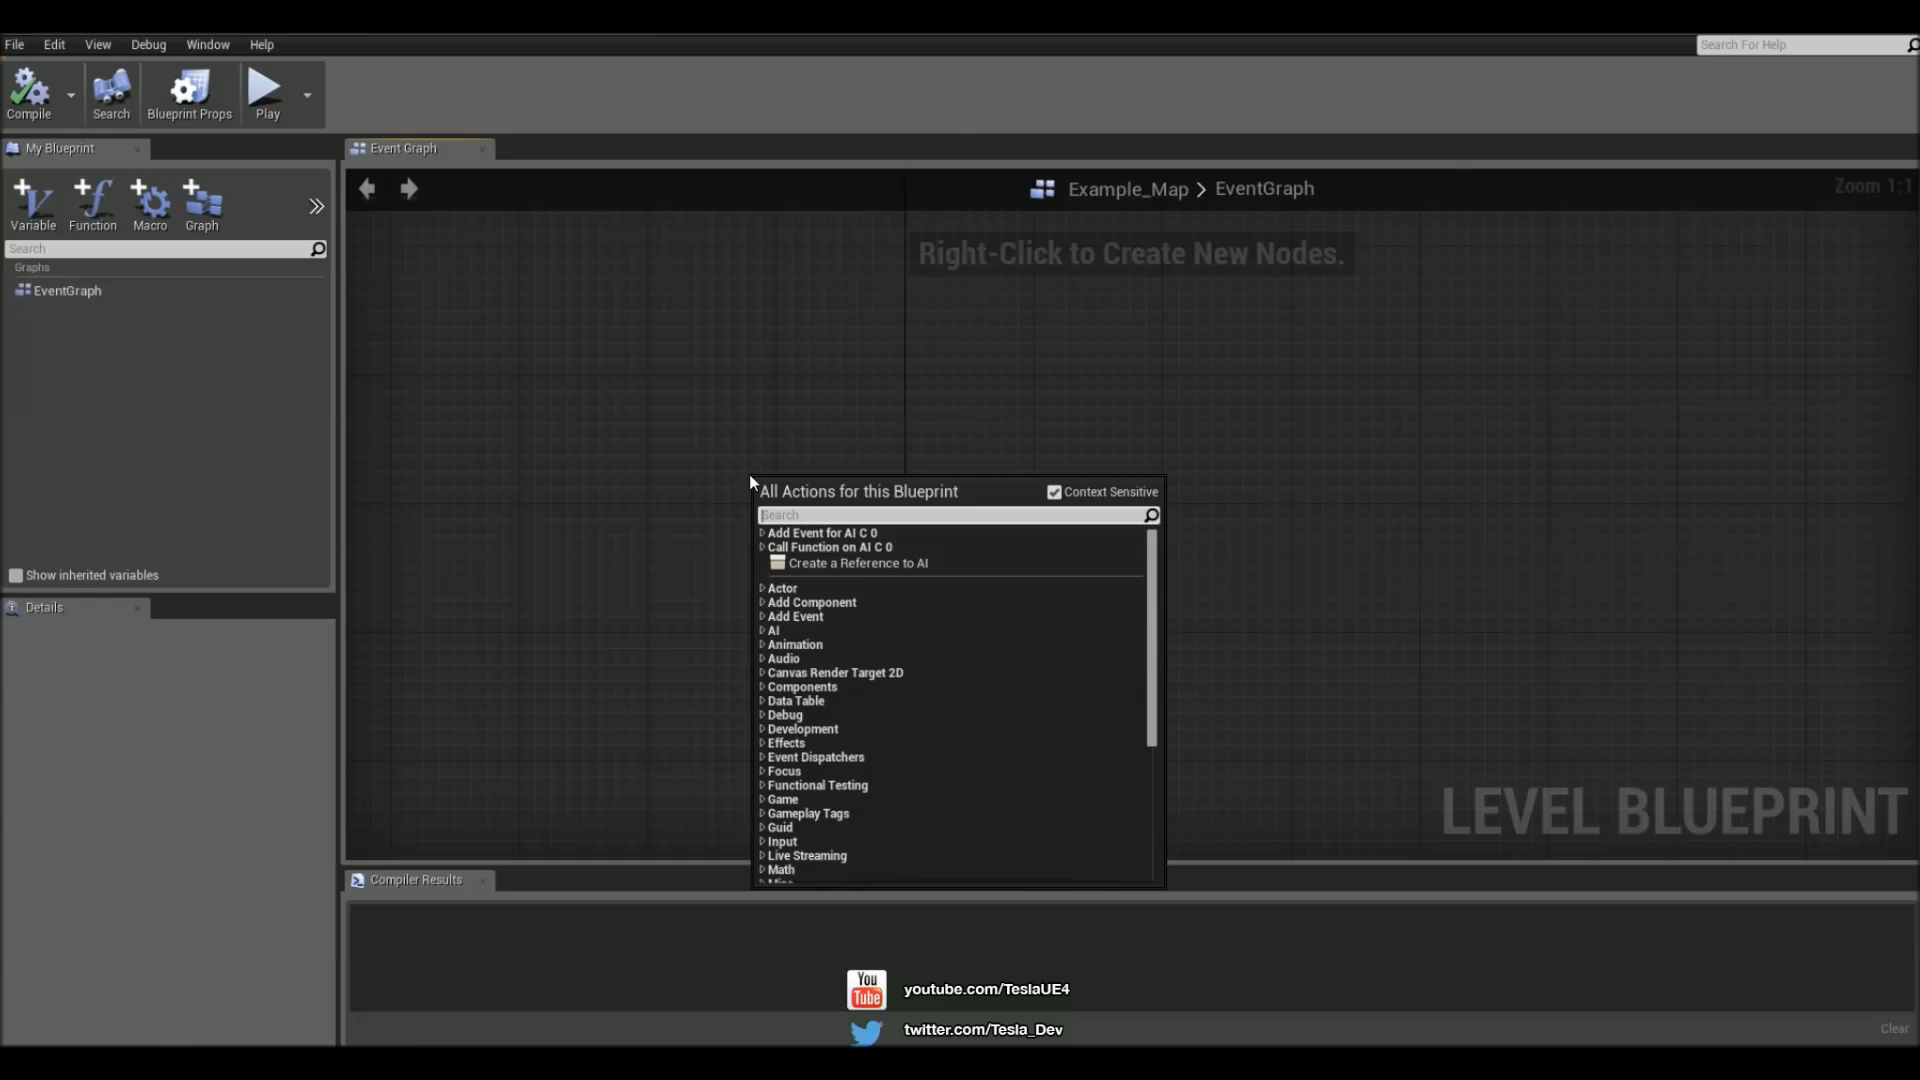 File Edit View Debug Window Help
Search For Help
Compile Search Blueprint Props Play
My Blueprint
Event Graph
Variable Function Macro Graph
Example_Map > EventGraph
Zoom 1:1
Search
Graphs
EventGraph
Right-Click to Create New Nodes.
All Actions for this Blueprint
Context Sensitive
Search
Add Event for AI C 0
Call Function on AI C 0
Create a Reference to AI
Actor
Add Component
Add Event
AI
Animation
Audio
Canvas Render Target 2D
Components
Data Table
Debug
Development
Effects
Event Dispatchers
Focus
Functional Testing
Game
Gameplay Tags
Guid
Input
Live Streaming
Math
Show inherited variables
Details
LEVEL BLUEPRINT
Compiler Results
You Tube
youtube.com/TeslaUE4
twitter.com/Tesla_Dev
Clear